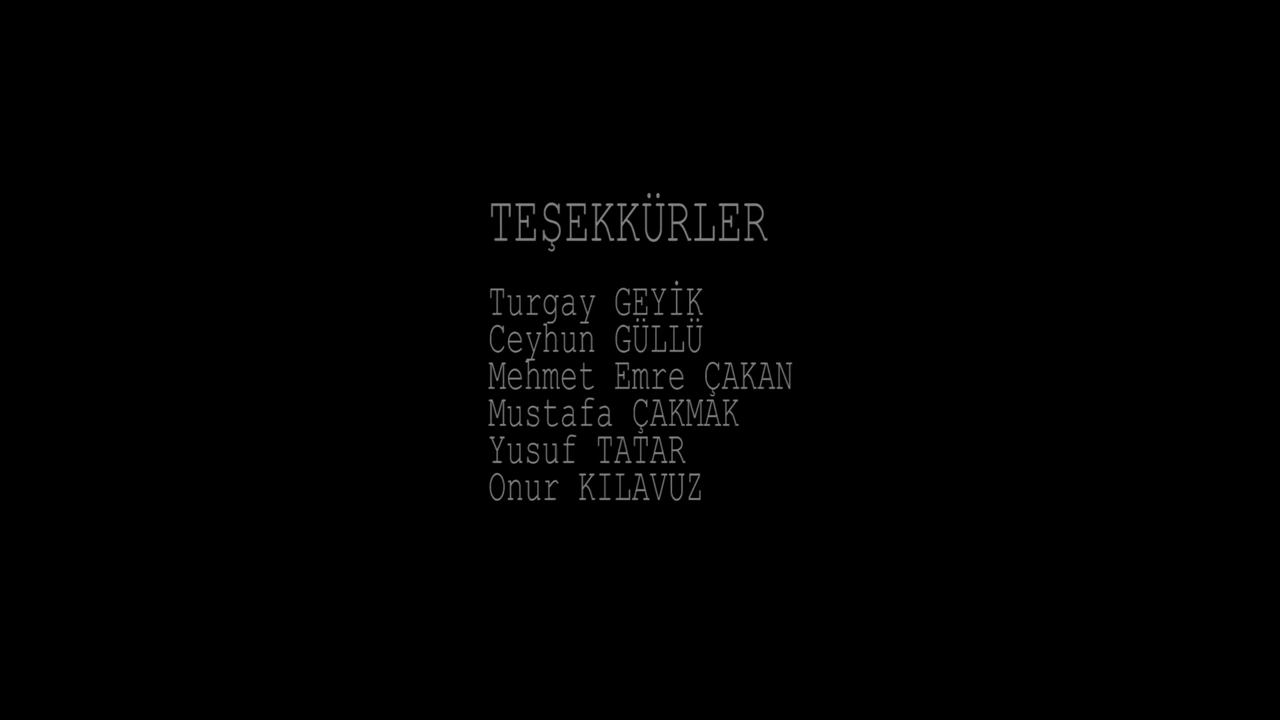 TEŞEKKÜRLER
Turgay GEYİK
Ceyhun GÜLLÜ
Mehmet Emre ÇAKAN
Mustafa ÇAKMAK
Yusuf TATAR
Onur KILAVUZ